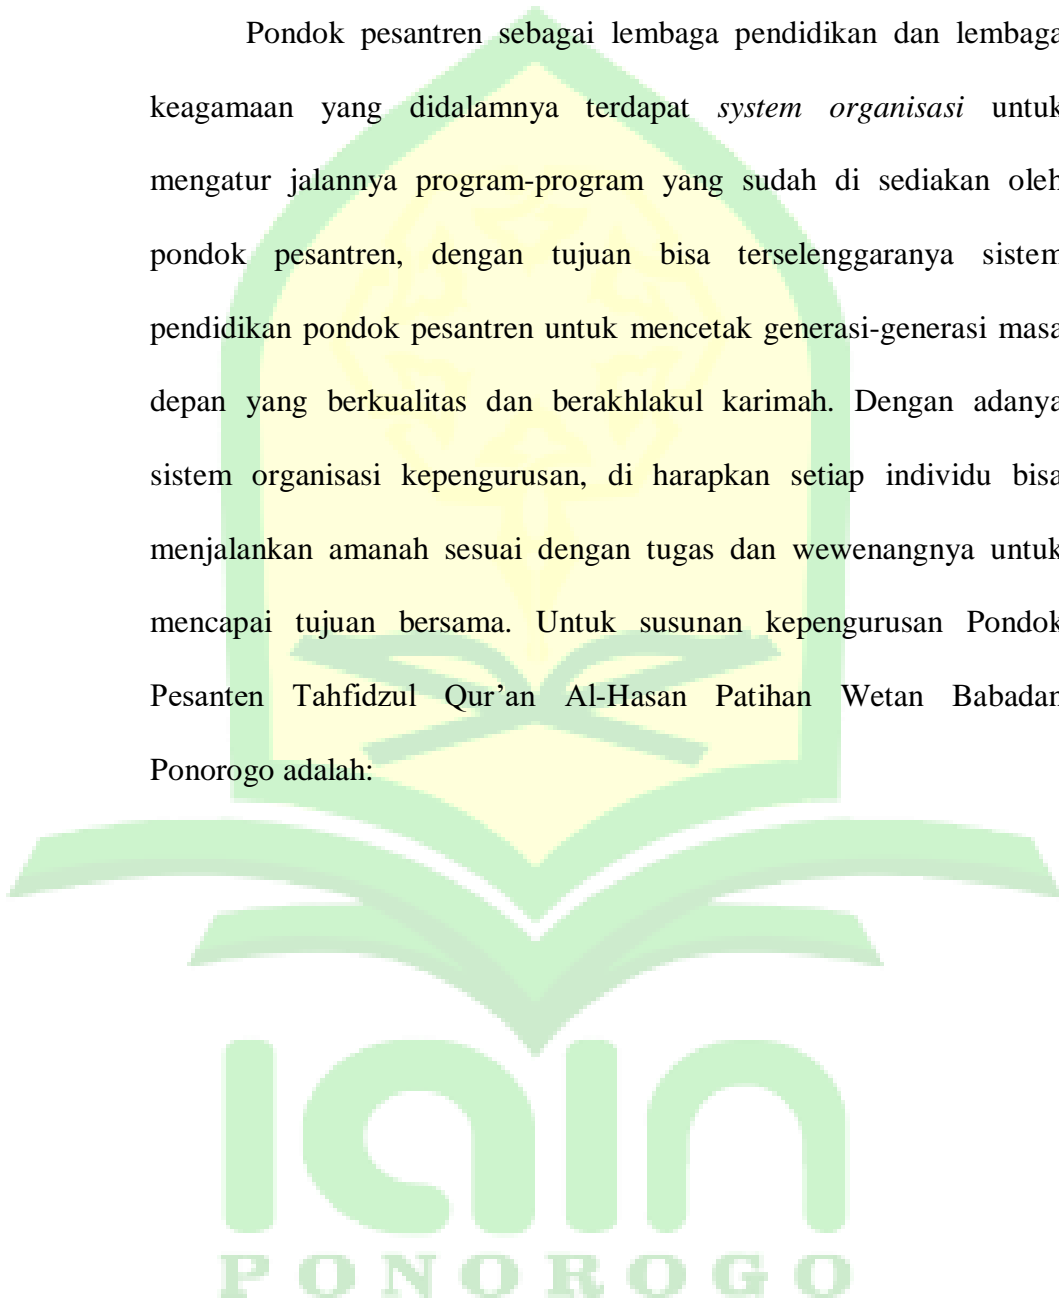 Pondok pesantren sebagai lembaga pendidikan dan lembaga
keagamaan yang didalamnya terdapat system organisasi untuk
mengatur jalannya program-program yang sudah di sediakan oleh
pondok pesantren, dengan tujuan bisa terselenggaranya sistem
pendidikan pondok pesantren untuk mencetak generasi-generasi masa
depan yang berkualitas dan berakhlakul karimah. Dengan adanya
sistem organisasi kepengurusan, di harapkan setiap individu bisa
menjalankan amanah sesuai dengan tugas dan wewenangnya untuk
mencapai tujuan bersama. Untuk susunan kepengurusan Pondok
Pesanten Tahfidzul Qur’an Al-Hasan Patihan Wetan Babadan
Ponorogo adalah:
iain
PONOROGO